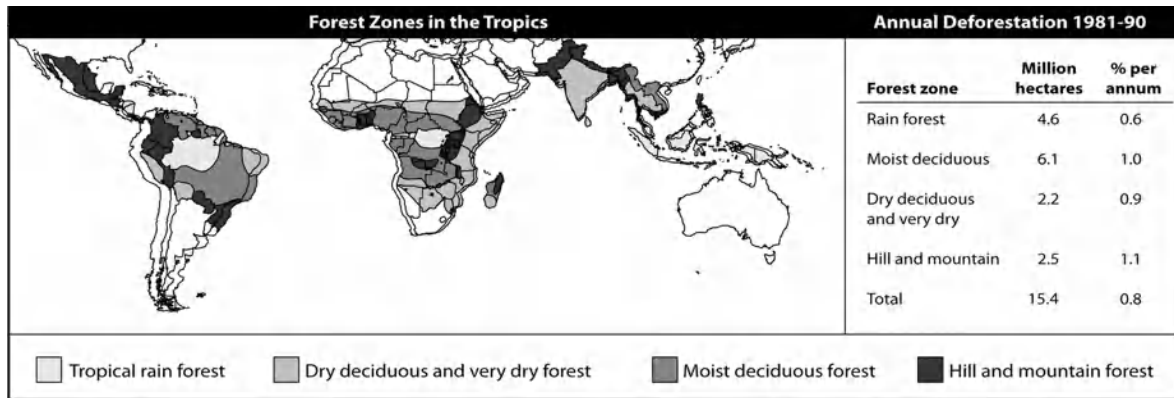 Forest Zones in the Tropics
Annual Deforestation 1981-90
Forest zone
Million hectares
% per annum
Rain forest 4.6 0.6
Moist deciduous 6.1 1.0
Dry deciduous and very dry 2.2 0.9
Hill and mountain 2.5 1.1
Total 15.4 0.8
Tropical rain forest
Dry deciduous and very dry forest
Moist deciduous forest
Hill and mountain forest